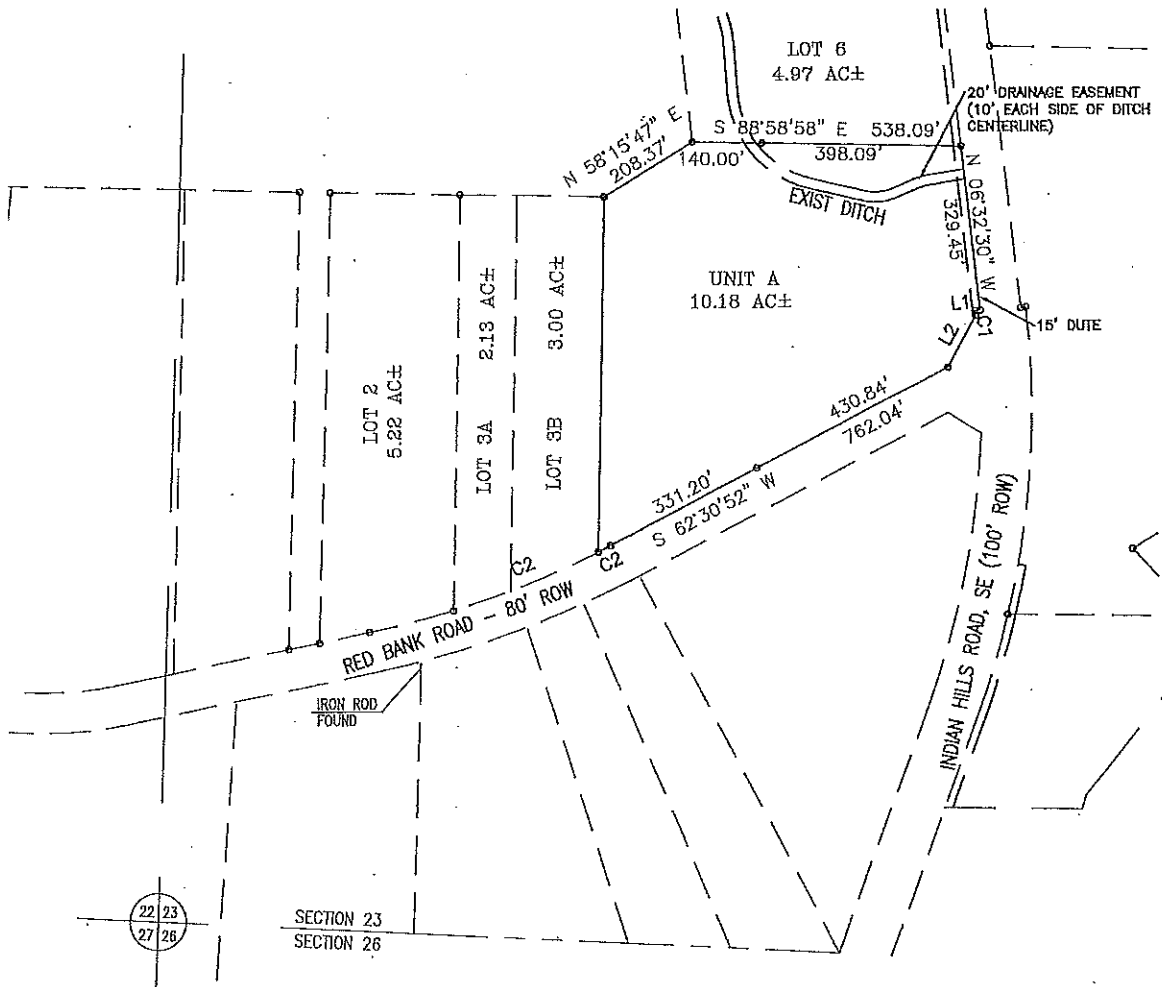 LOT 6
4.97 AC±
20' DRAINAGE EASEMENT
(10' EACH SIDE OF DITCH
CENTERLINE)
S 88°58'58" E 538.09'
140.00' 398.09'
N 58°15'47" E
208.37'
EXIST DITCH
N 06°32'30" W
329.45'
UNIT A
10.18 AC±
L1
C1
15' DUTE
L2
LOT 2
5.22 AC±
LOT 3A 2.13 AC±
LOT 3B 3.00 AC±
430.84'
762.04'
331.20'
S 62°30'52" W
C2
C2
RED BANK ROAD - 80' ROW
IRON ROD
FOUND
INDIAN HILLS ROAD, SE (100' ROW)
22 23
27 26
SECTION 23
SECTION 26